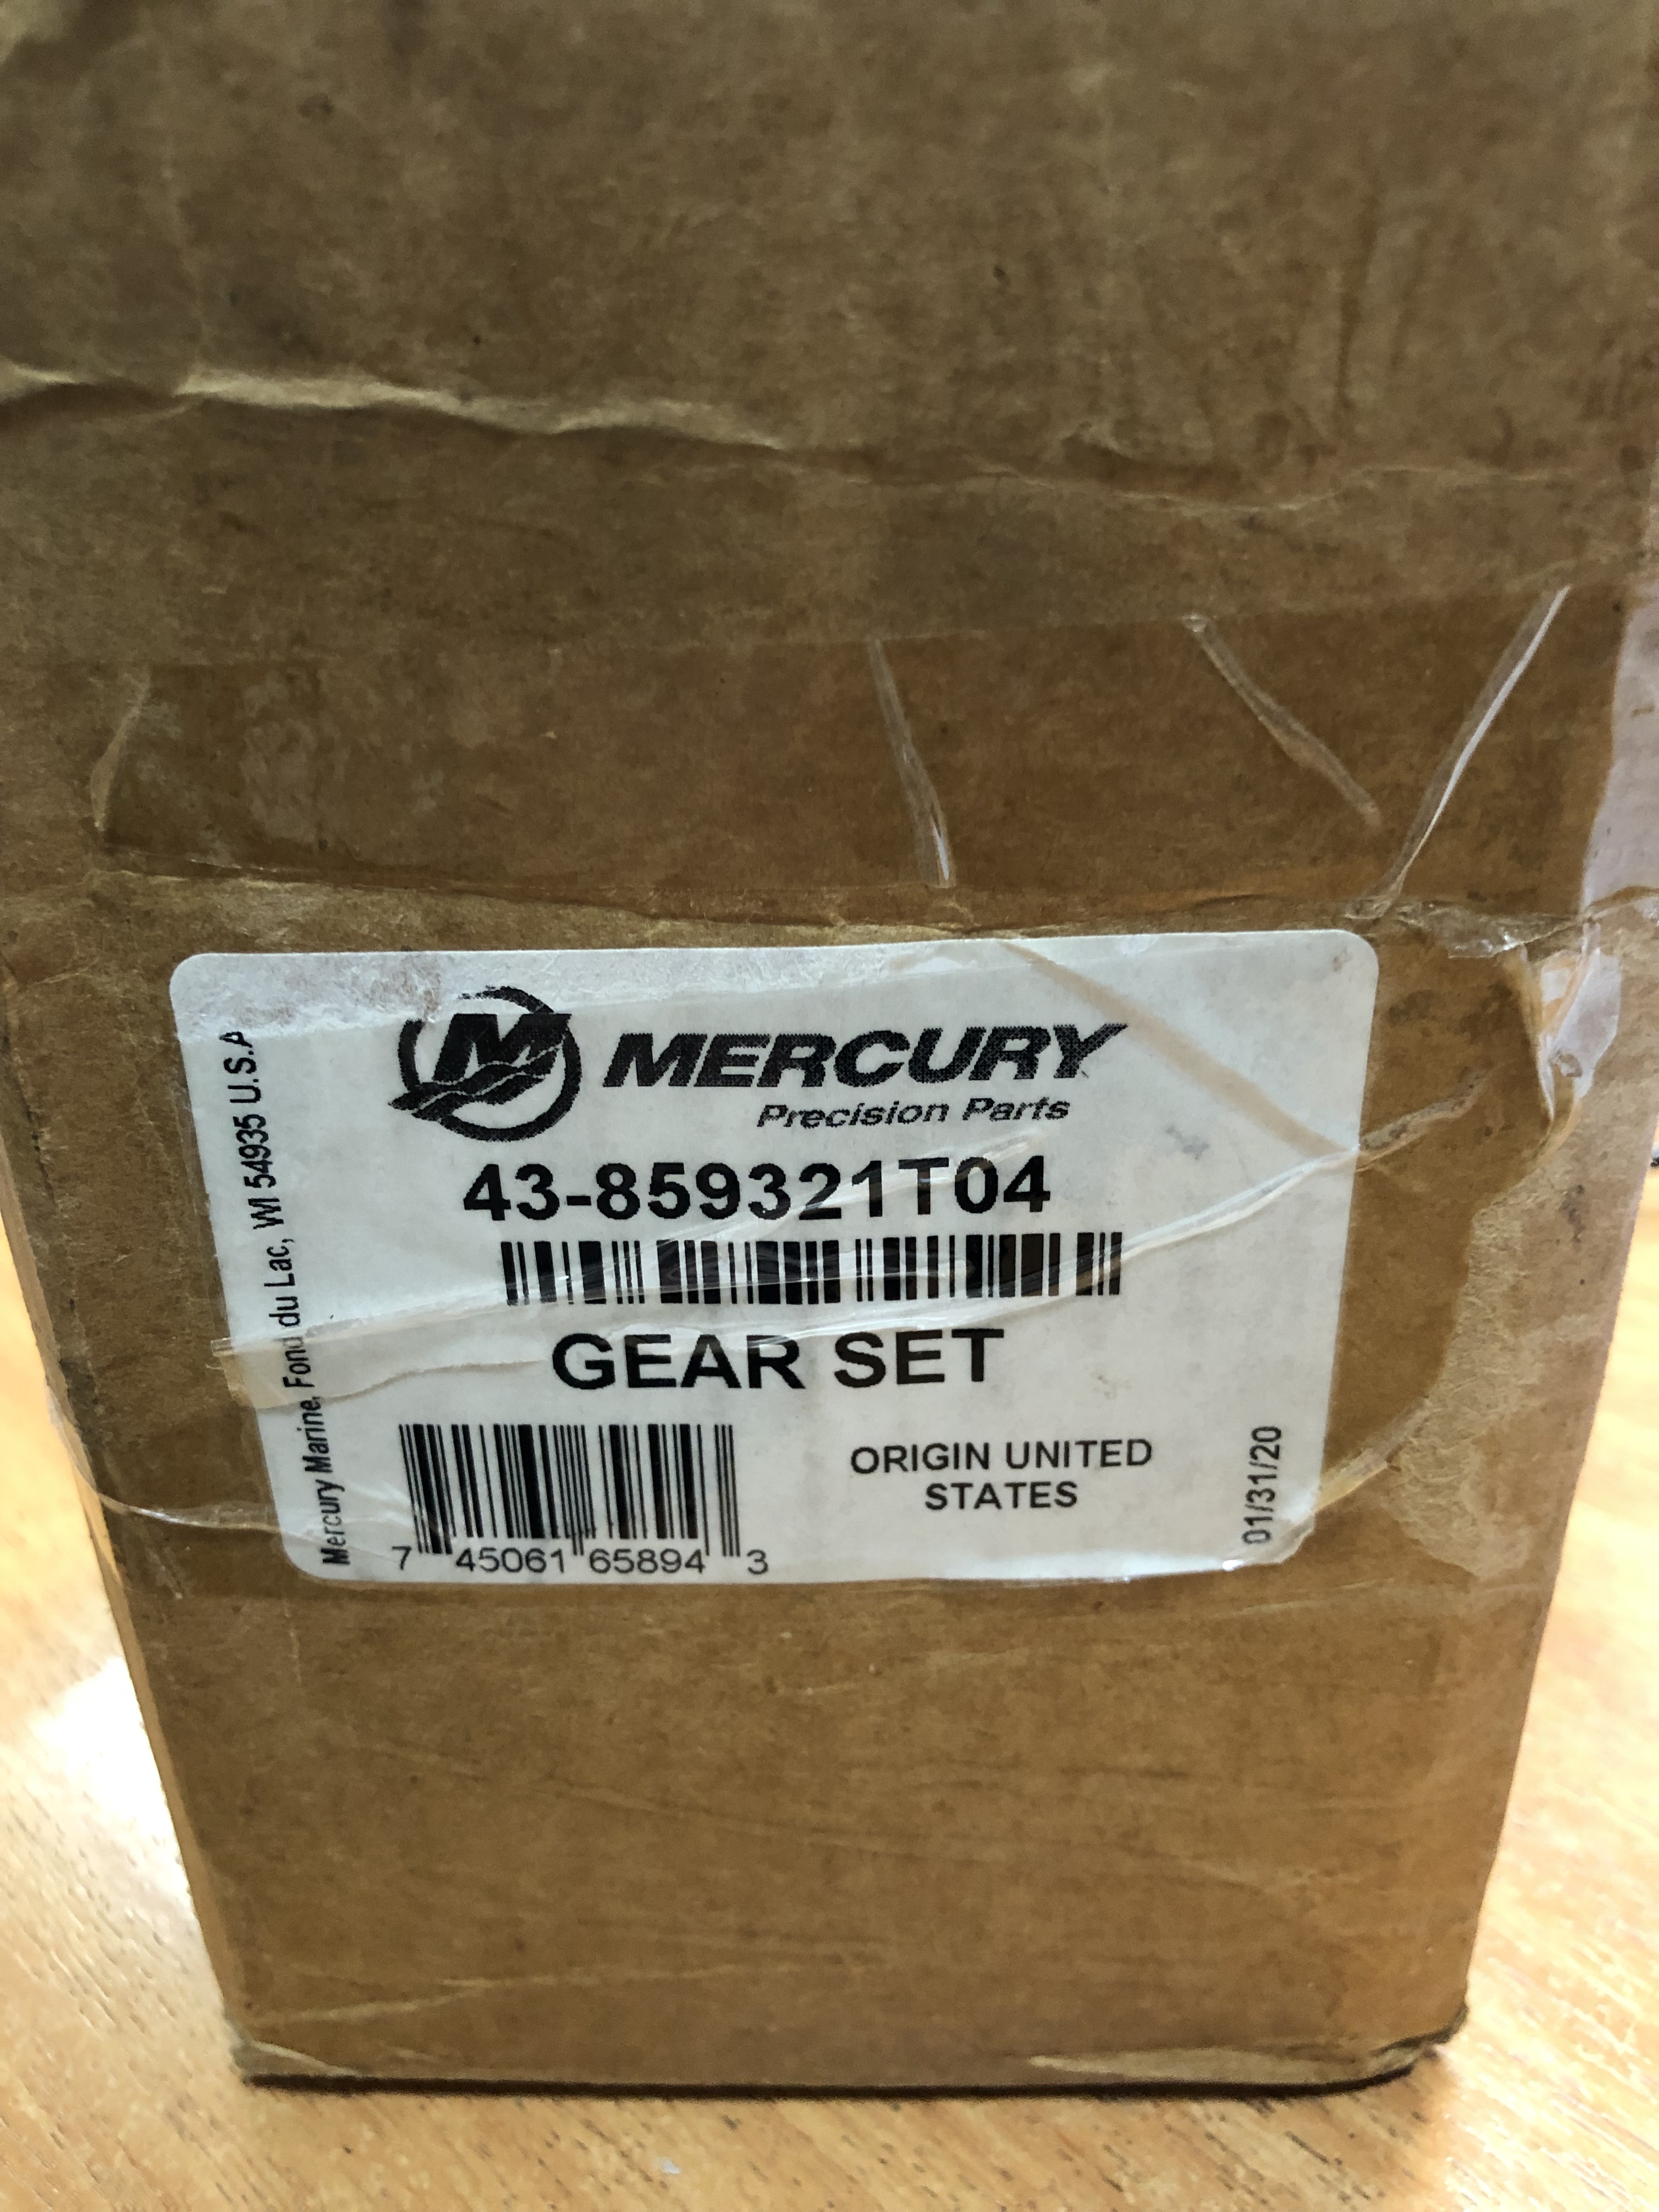 M MERCURY
Precision Parts
43-859321T04
GEAR SET
7 45061 65894 3
ORIGIN UNITED
STATES
01/31/20
Mercury Marine, Fond du Lac, WI 54935 U.S.A